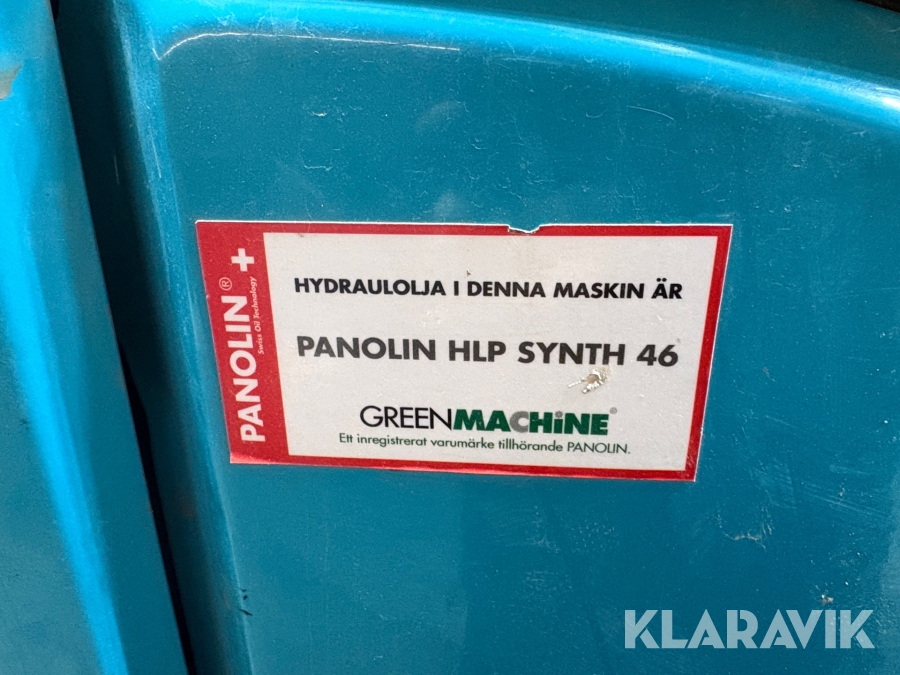 PANOLIN®
Swiss Oil Technology
HYDRAULOLJA I DENNA MASKIN ÄR
PANOLIN HLP SYNTH 46
GREENMACHINE®
Ett inregistrerat varumärke tillhörande PANOLIN.
KLARAVIK